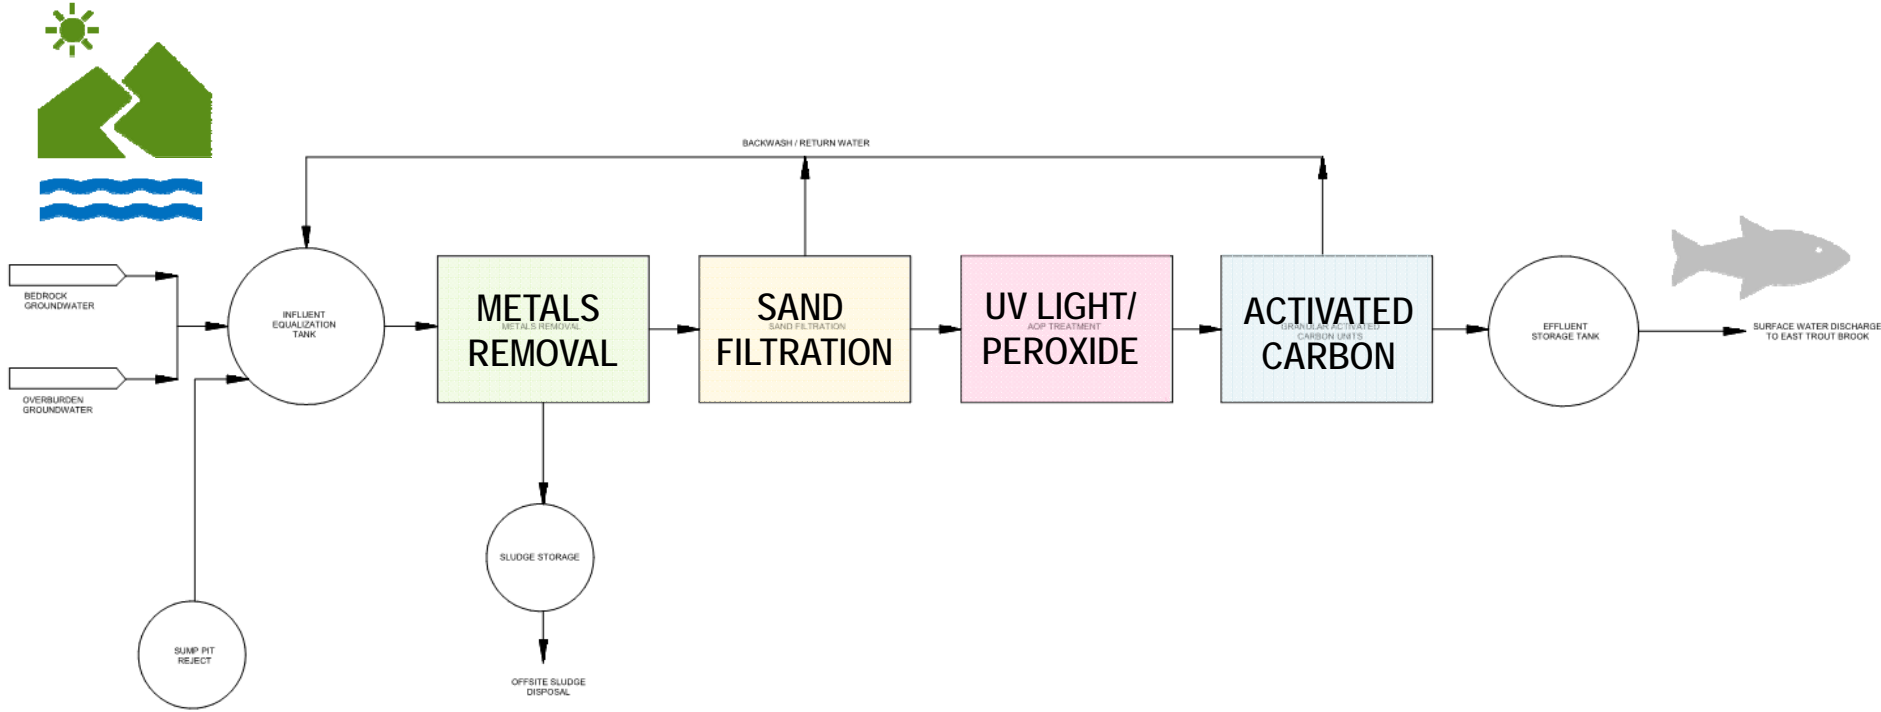 BACKWASH / RETURN WATER
BEDROCK
GROUNDWATER
OVERBURDEN
GROUNDWATER
SUMP PIT
REJECT
INFLUENT
EQUALIZATION
TANK
METALS
METALS REMOVAL
REMOVAL
SLUDGE STORAGE
OFFSITE SLUDGE
DISPOSAL
SAND
SAND FILTRATION
FILTRATION
UV LIGHT/
AOP TREATMENT
PEROXIDE
ACTIVATED
GRANULAR ACTIVATED
CARBON UNITS
CARBON
EFFLUENT
STORAGE TANK
SURFACE WATER DISCHARGE
TO EAST TROUT BROOK